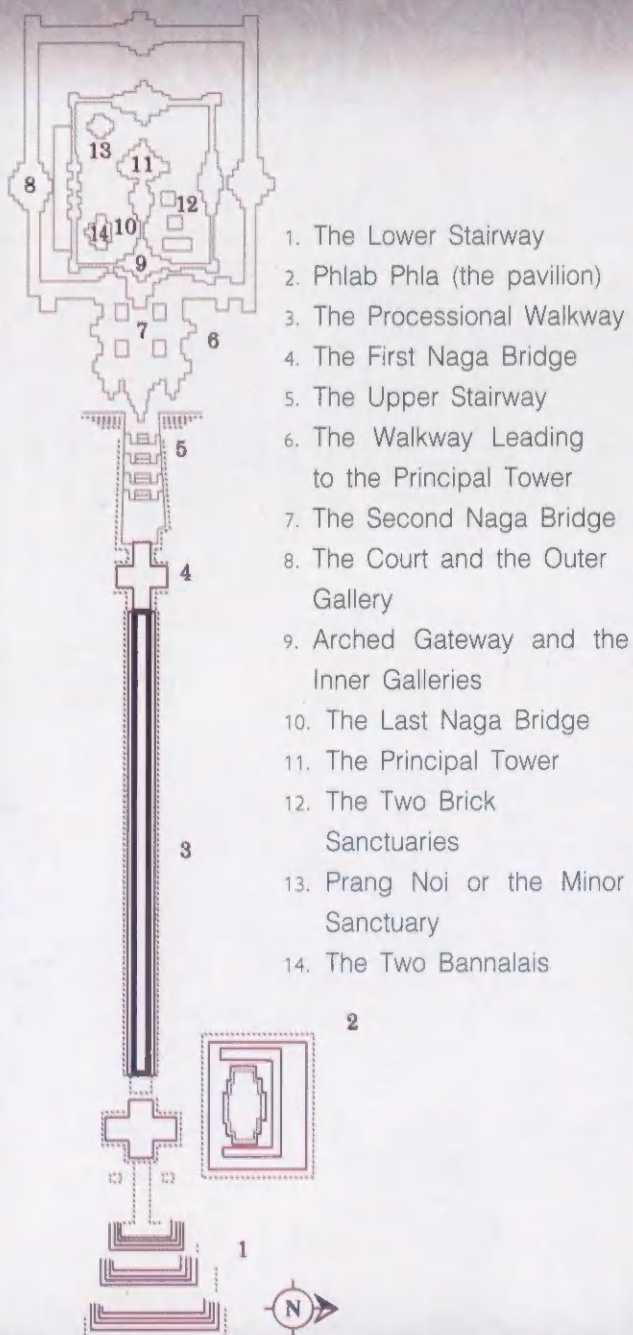 13
11
8
12
14
10
9
7
6
5
4
3
2
1
N
1. The Lower Stairway
2. Phlab Phla (the pavilion)
3. The Processional Walkway
4. The First Naga Bridge
5. The Upper Stairway
6. The Walkway Leading
to the Principal Tower
7. The Second Naga Bridge
8. The Court and the Outer
Gallery
9. Arched Gateway and the
Inner Galleries
10. The Last Naga Bridge
11. The Principal Tower
12. The Two Brick
Sanctuaries
13. Prang Noi or the Minor
Sanctuary
14. The Two Bannalais